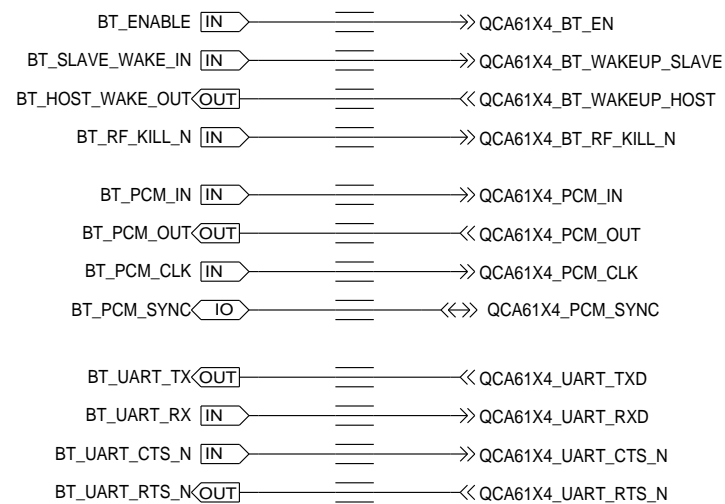 BT_ENABLE IN QCA61X4_BT_EN
BT_SLAVE_WAKE_IN IN QCA61X4_BT_WAKEUP_SLAVE
BT_HOST_WAKE_OUT OUT QCA61X4_BT_WAKEUP_HOST
BT_RF_KILL_N IN QCA61X4_BT_RF_KILL_N
BT_PCM_IN IN QCA61X4_PCM_IN
BT_PCM_OUT OUT QCA61X4_PCM_OUT
BT_PCM_CLK IN QCA61X4_PCM_CLK
BT_PCM_SYNC IO QCA61X4_PCM_SYNC
BT_UART_TX OUT QCA61X4_UART_TXD
BT_UART_RX IN QCA61X4_UART_RXD
BT_UART_CTS_N IN QCA61X4_UART_CTS_N
BT_UART_RTS_N OUT QCA61X4_UART_RTS_N